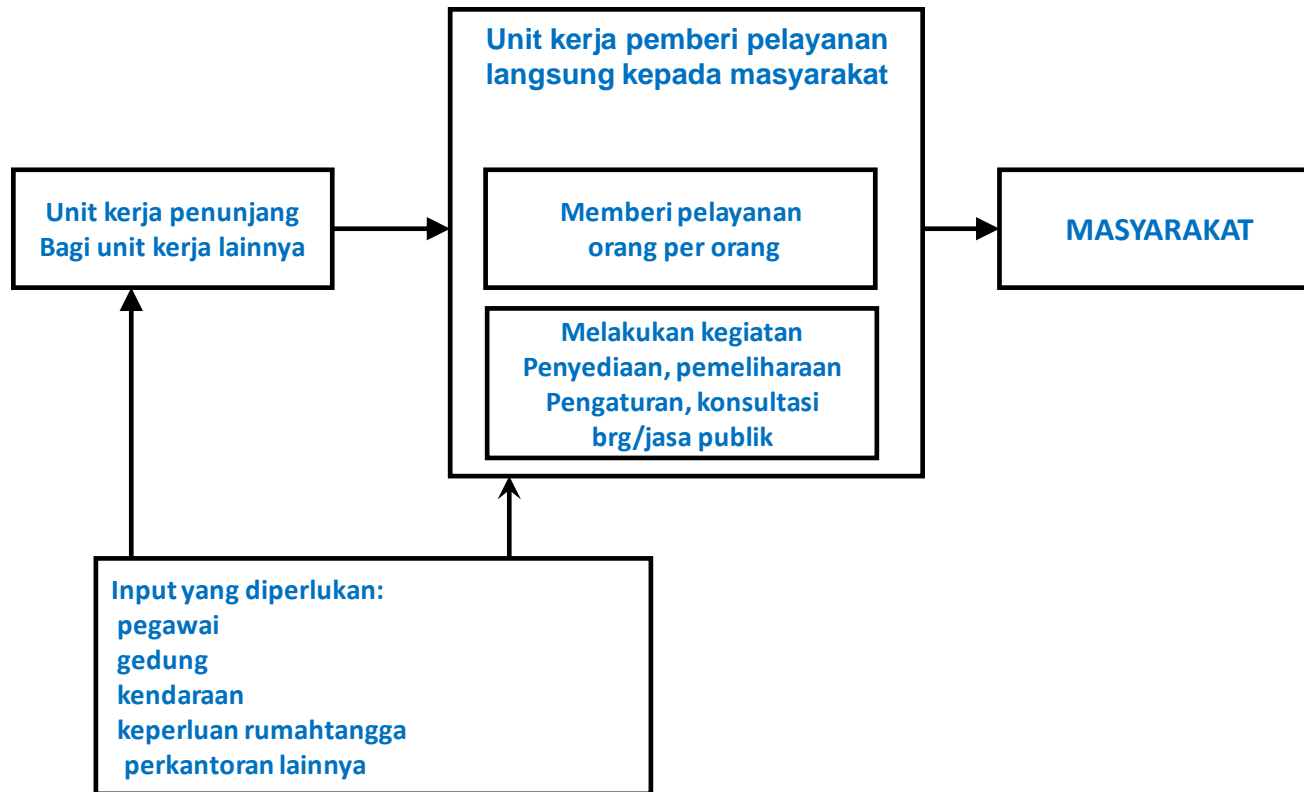 Unit kerja pemberi pelayanan
langsung kepada masyarakat
Unit kerja penunjang
Bagi unit kerja lainnya
Memberi pelayanan
orang per orang
MASYARAKAT
Melakukan kegiatan
Penyediaan, pemeliharaan
Pengaturan, konsultasi
brg/jasa publik
Input yang diperlukan:
pegawai
gedung
kendaraan
keperluan rumahtangga
perkantoran lainnya